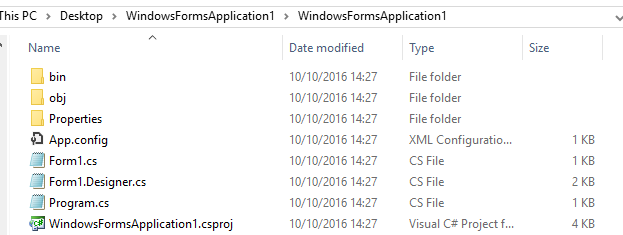 This PC > Desktop > WindowsFormsApplication1 > WindowsFormsApplication1
Name Date modified Type Size
bin 10/10/2016 14:27 File folder
obj 10/10/2016 14:27 File folder
Properties 10/10/2016 14:27 File folder
App.config 10/10/2016 14:27 XML Configuratio... 1 KB
Form1.cs 10/10/2016 14:27 CS File 1 KB
Form1.Designer.cs 10/10/2016 14:27 CS File 2 KB
Program.cs 10/10/2016 14:27 CS File 1 KB
WindowsFormsApplication1.csproj 10/10/2016 14:27 Visual C# Project f... 4 KB